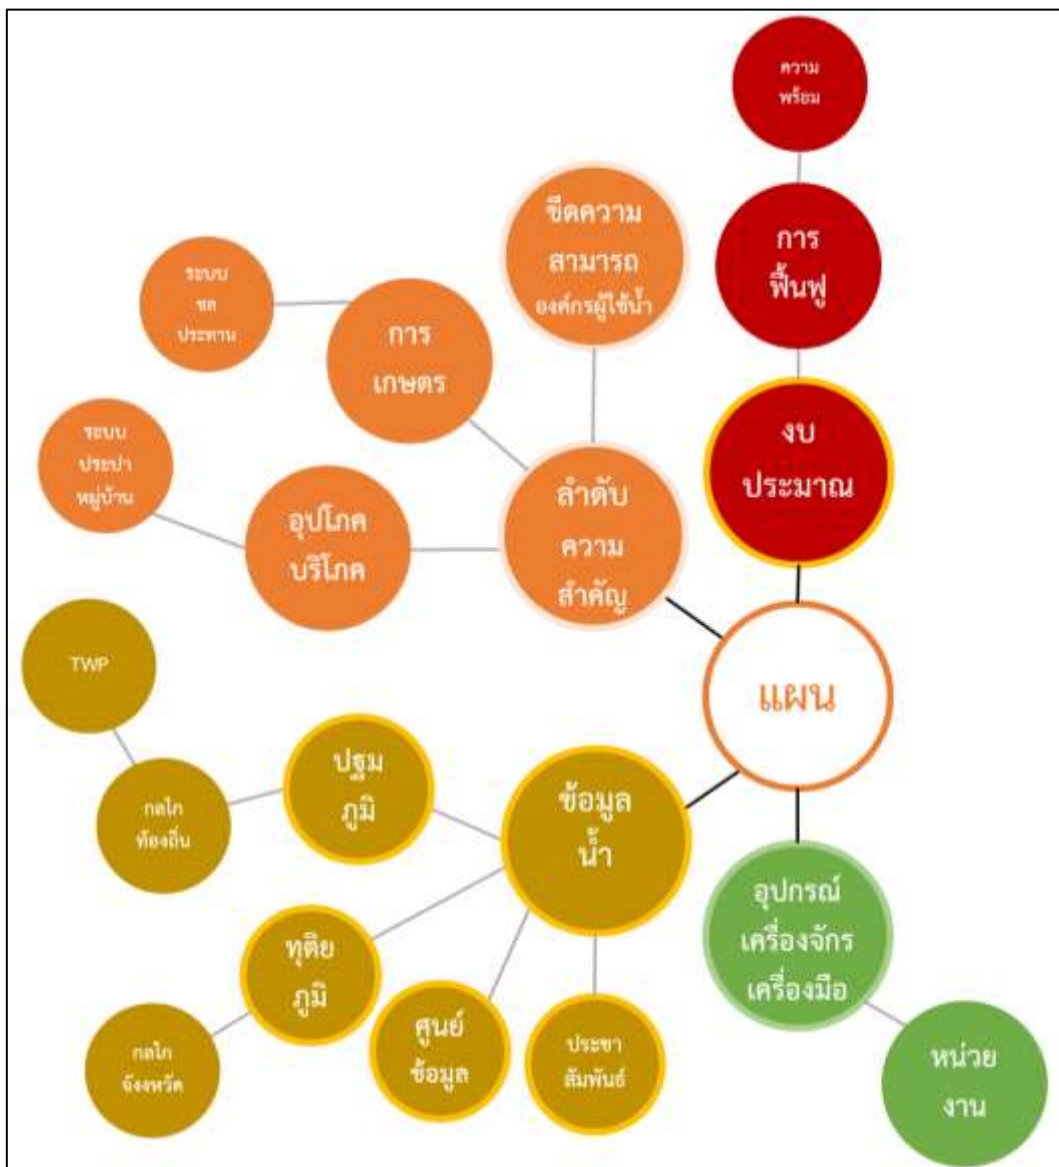 ความ
พร้อม
การ
ฟื้นฟู
งบ
ประมาณ
ขีดความ
สามารถ
องค์กรผู้ใช้น้ำ
ระบบ
ชล
ประทาน
การ
เกษตร
ระบบ
ประปา
หมู่บ้าน
อุปโภค
บริโภค
ลำดับ
ความ
สำคัญ
แผน
TWP
กลไก
ท้องถิ่น
ปฐม
ภูมิ
ข้อมูล
น้ำ
ทุติย
ภูมิ
กลไก
จังงหวัด
ศูนย์
ข้อมูล
ประชา
สัมพันธ์
อุปกรณ์
เครื่องจักร
เครื่องมือ
หน่วย
งาน